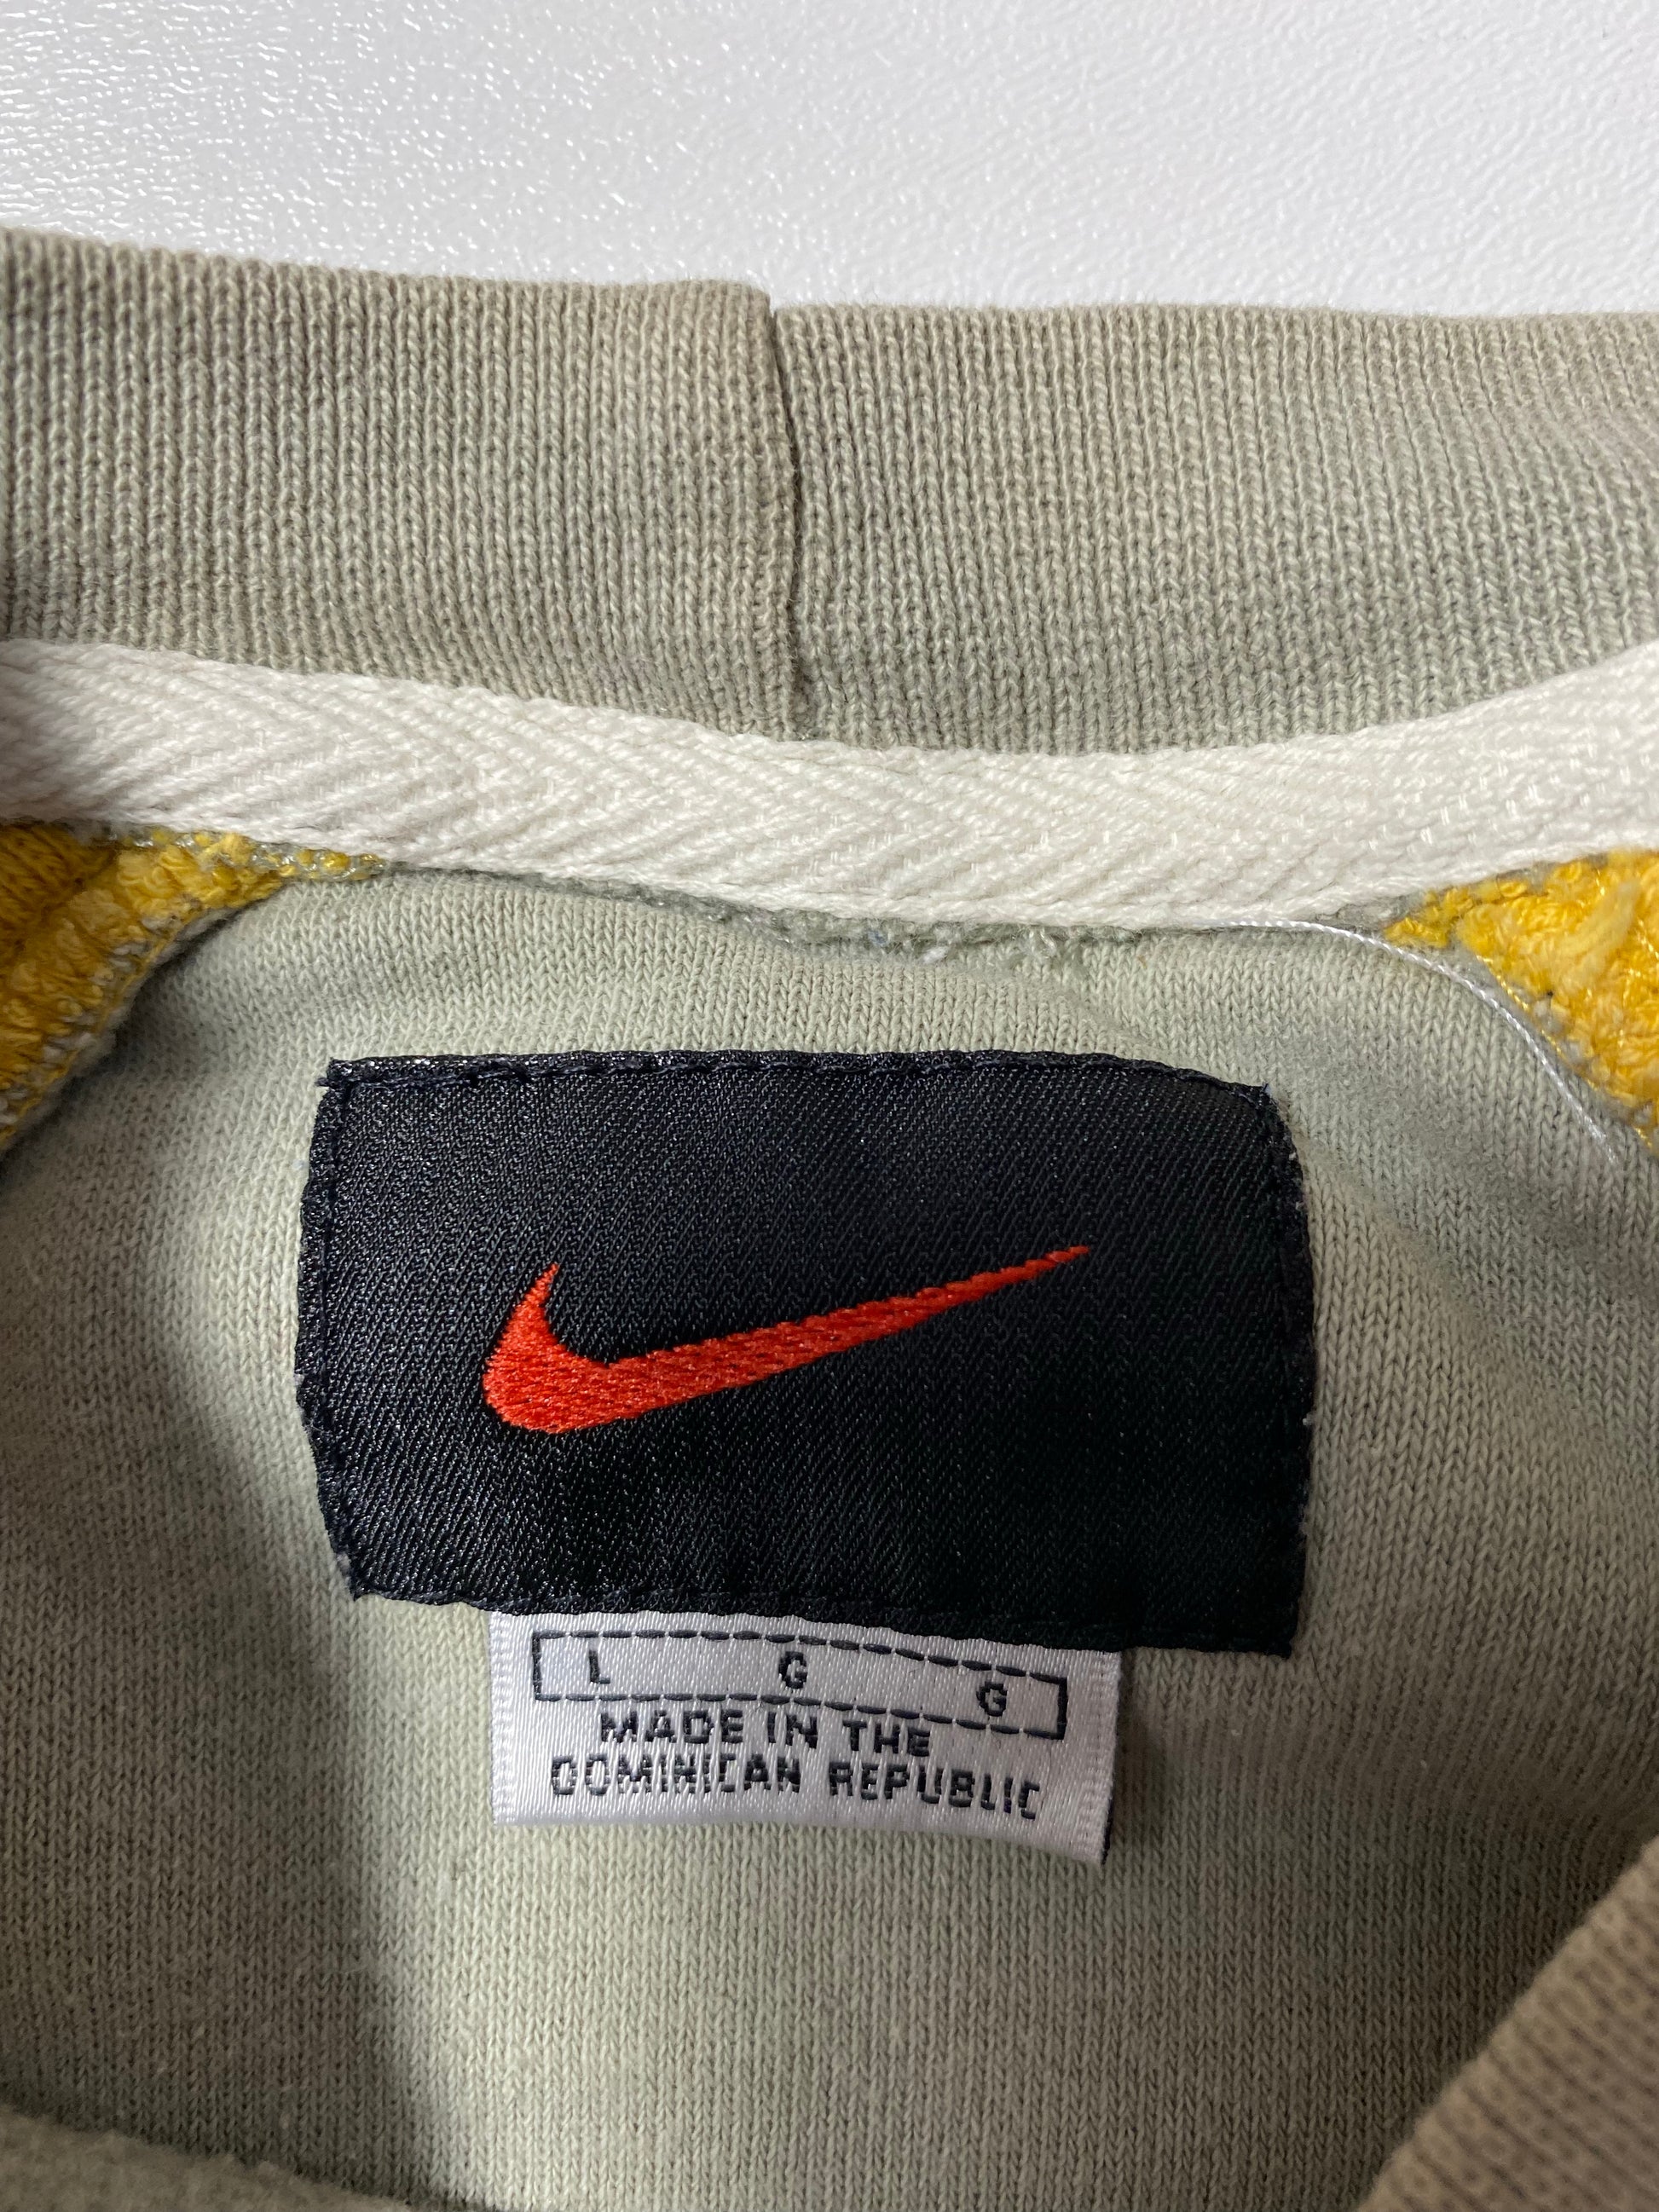 L G G
MADE IN THE
DOMINICAN REPUBLIC